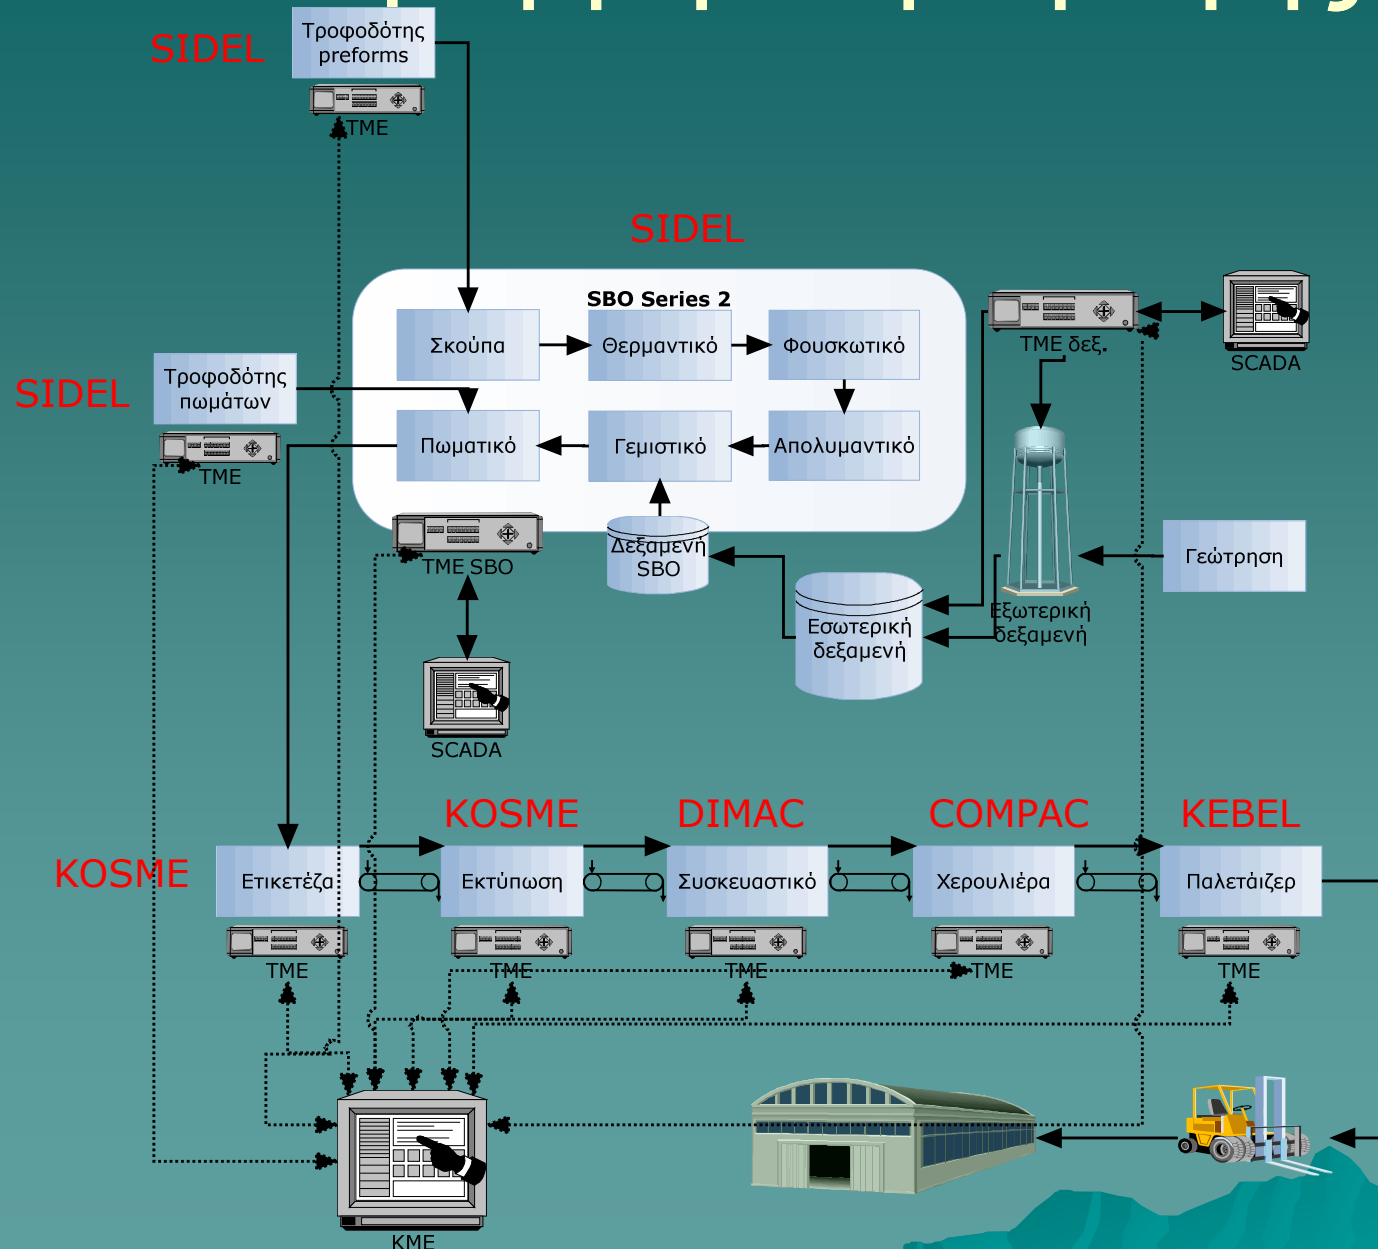 SIDEL
Τροφοδότης
preforms
TME
SIDEL
SBO Series 2
Σκούπα
Θερμαντικό
Φουσκωτικό
TME δεξ.
SCADA
SIDEL
Τροφοδότης
πωμάτων
TME
Πωματικό
Γεμιστικό
Απολυμαντικό
TME SBO
Δεξαμενή
SBO
Γεώτρηση
Εξωτερική
δεξαμενή
Εσωτερική
δεξαμενή
SCADA
KOSME
DIMAC
COMPAC
KEBEL
KOSME
Ετικετέζα
Εκτύπωση
Συσκευαστικό
Χερουλιέρα
Παλετάιζερ
TME
TME
TME
TME
TME
KME